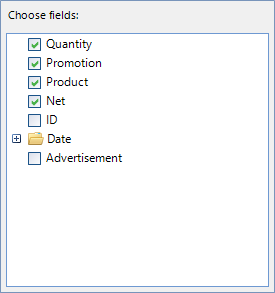 Choose fields:
Quantity
Promotion
Product
Net
ID
Date
Advertisement